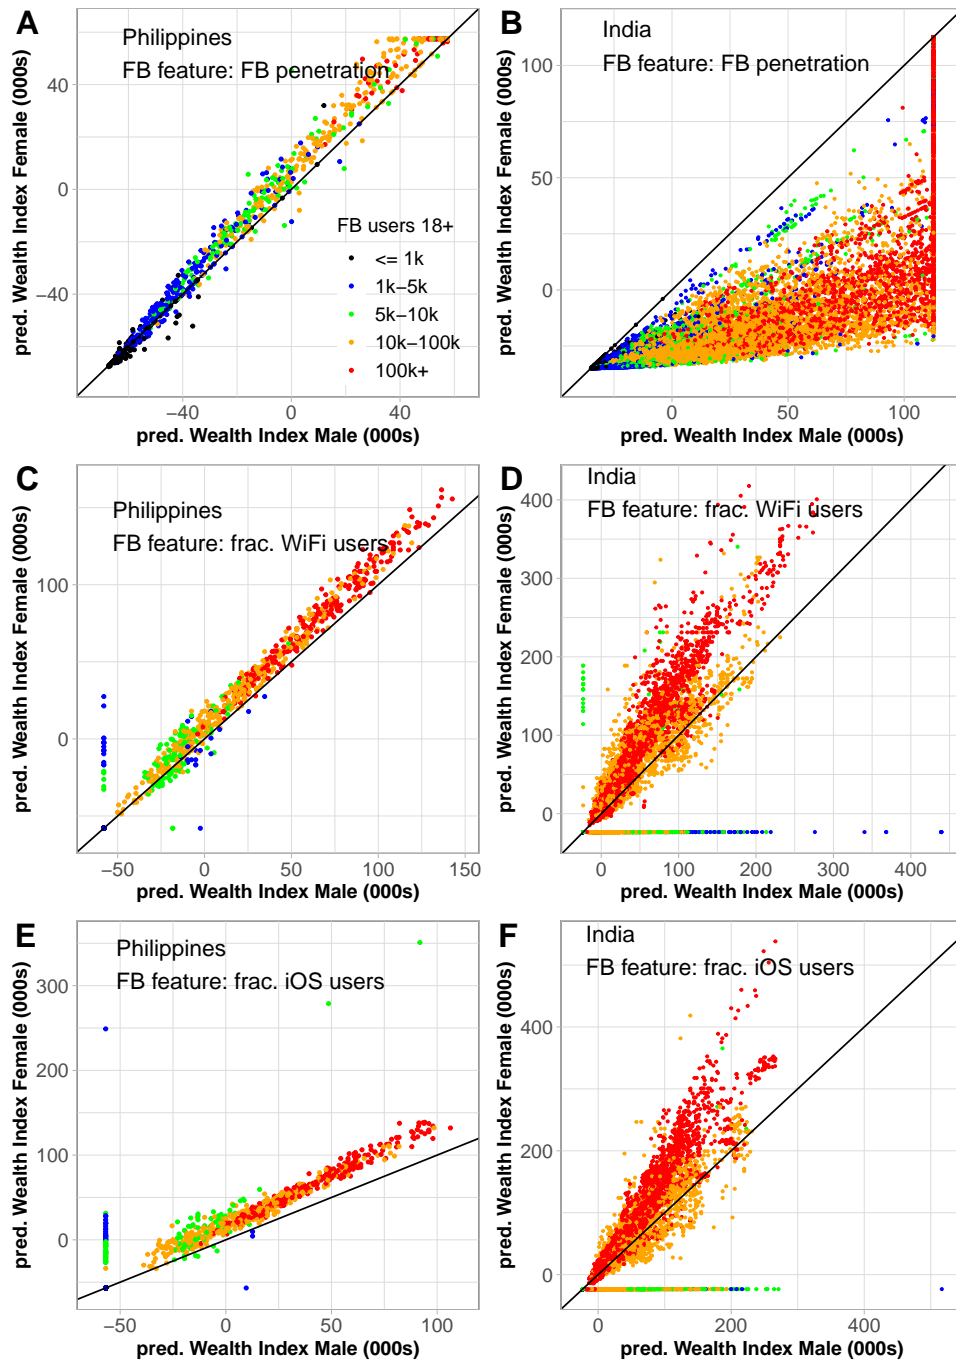 A
Philippines
FB feature: FB penetration
pred. Wealth Index Female (000s)
40
0
−40
FB users 18+
<= 1k
1k−5k
5k−10k
10k−100k
100k+
−40 0 40
pred. Wealth Index Male (000s)
B
India
FB feature: FB penetration
pred. Wealth Index Female (000s)
100
50
0
0 50 100
pred. Wealth Index Male (000s)
C
Philippines
FB feature: frac. WiFi users
pred. Wealth Index Female (000s)
100
0
−50 0 50 100 150
pred. Wealth Index Male (000s)
D
India
FB feature: frac. WiFi users
pred. Wealth Index Female (000s)
400
300
200
100
0
0 100 200 300 400
pred. Wealth Index Male (000s)
E
Philippines
FB feature: frac. iOS users
pred. Wealth Index Female (000s)
300
200
100
0
−50 0 50 100
pred. Wealth Index Male (000s)
F
India
FB feature: frac. iOS users
pred. Wealth Index Female (000s)
400
200
0
0 200 400
pred. Wealth Index Male (000s)